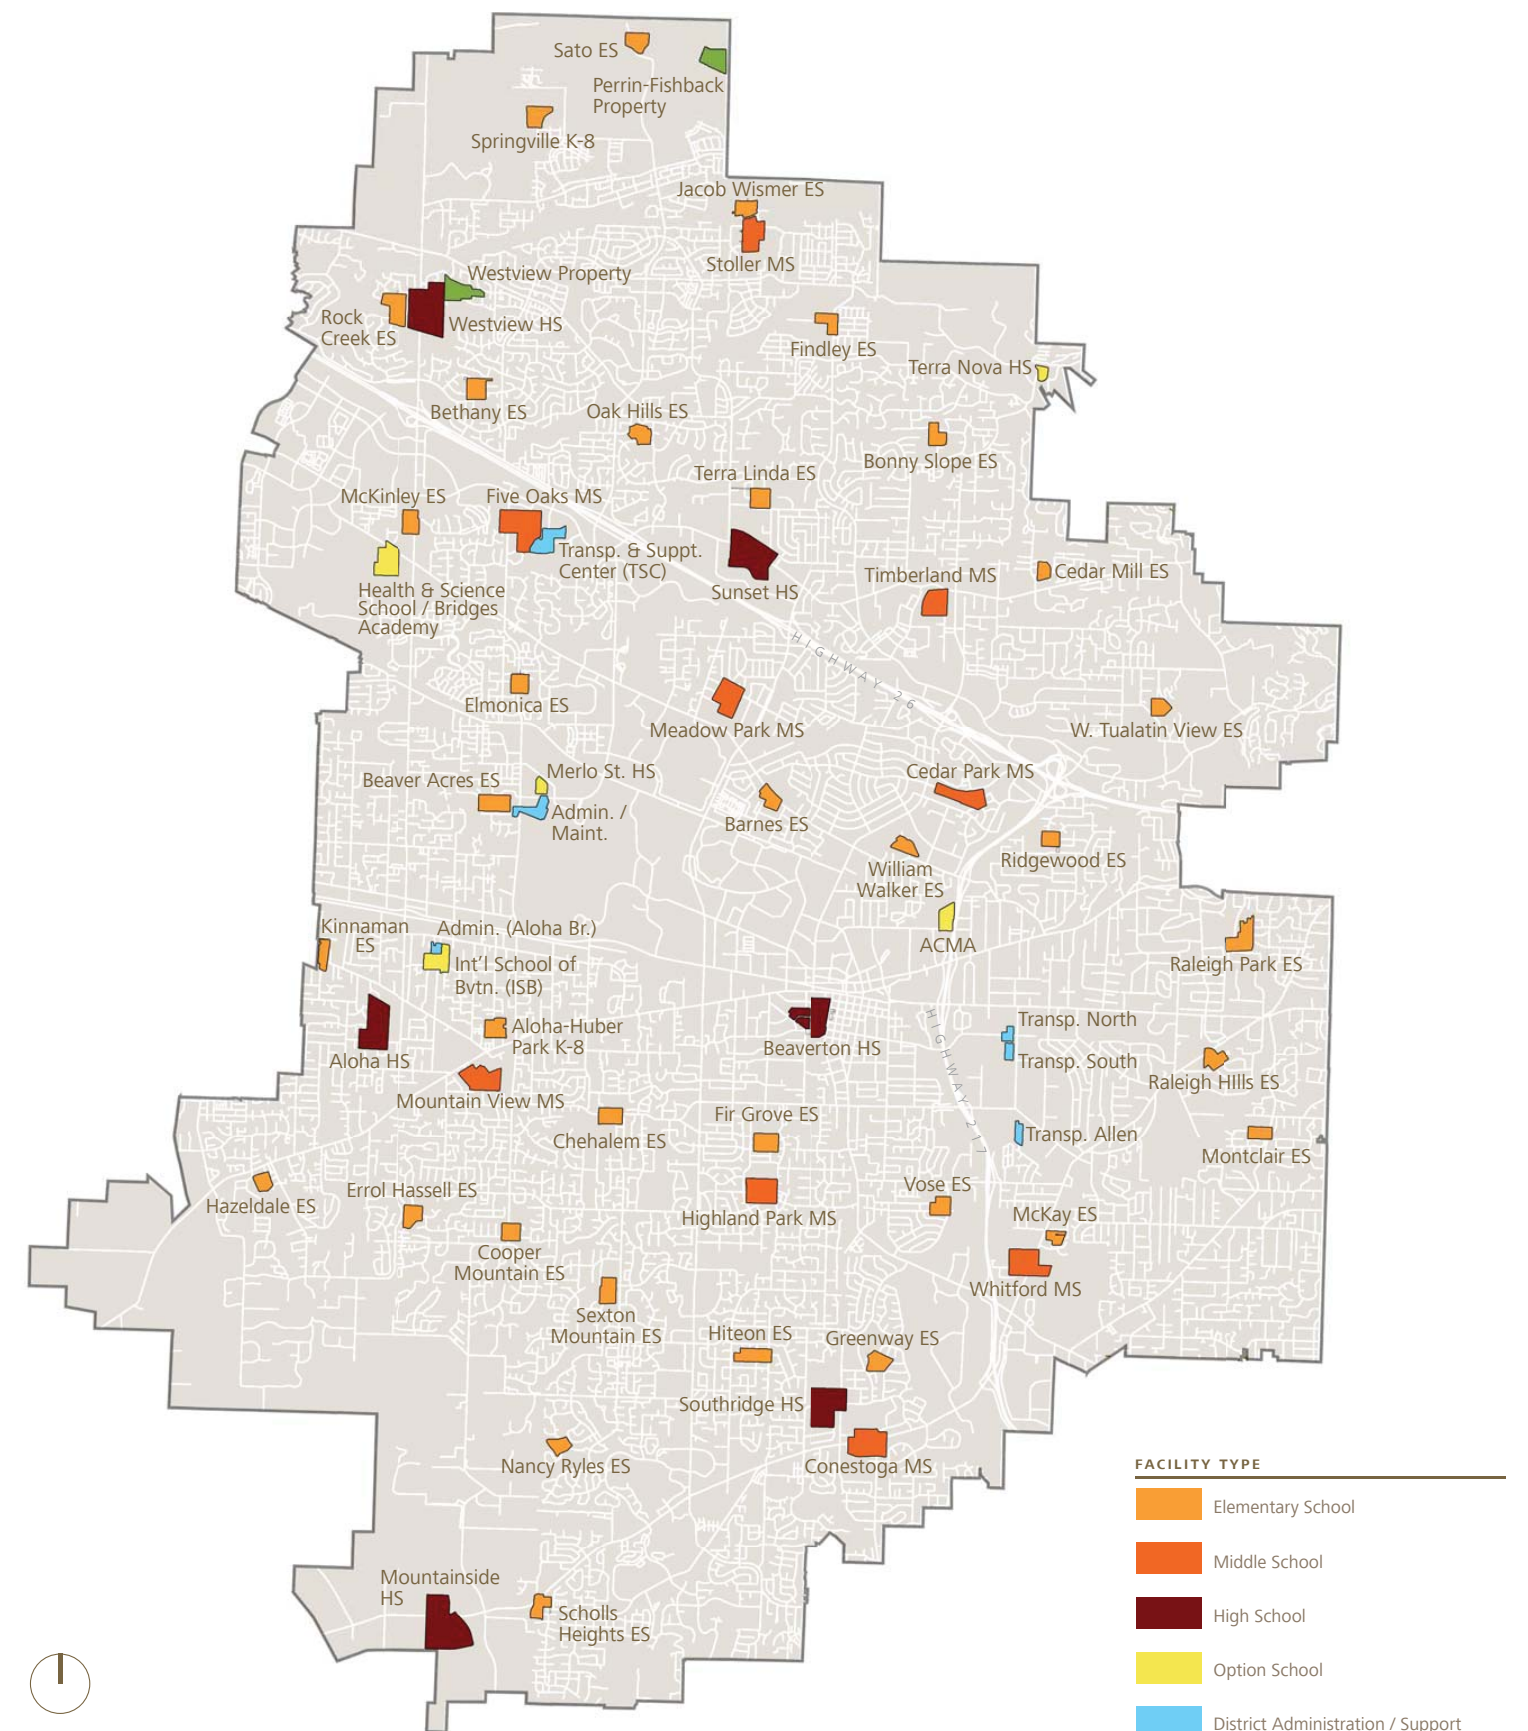 Sato ES
Perrin-Fishback
Property
Springville K-8
Jacob Wismer ES
Stoller MS
Westview Property
Rock
Creek ES
Westview HS
Findley ES
Terra Nova HS
Bethany ES
Oak Hills ES
Bonny Slope ES
Terra Linda ES
McKinley ES
Five Oaks MS
Transp. & Suppt.
Center (TSC)
Sunset HS
Timberland MS
Cedar Mill ES
Health & Science
School / Bridges
Academy
HIGHWAY 26
Elmonica ES
Meadow Park MS
W. Tualatin View ES
Beaver Acres ES
Merlo St. HS
Admin. /
Maint.
Cedar Park MS
Barnes ES
William
Walker ES
Ridgewood ES
Kinnaman
ES
Admin. (Aloha Br.)
Int'l School of
Bvtn. (ISB)
ACMA
Raleigh Park ES
Aloha HS
Aloha-Huber
Park K-8
Beaverton HS
HIGHWAY 217
Transp. North
Transp. South
Raleigh HIlls ES
Mountain View MS
Chehalem ES
Fir Grove ES
Transp. Allen
Montclair ES
Hazeldale ES
Errol Hassell ES
Highland Park MS
Vose ES
McKay ES
Cooper
Mountain ES
Whitford MS
Sexton
Mountain ES
Hiteon ES
Greenway ES
Southridge HS
Nancy Ryles ES
Conestoga MS
Mountainside
HS
Scholls
Heights ES
FACILITY TYPE
Elementary School
Middle School
High School
Option School
District Administration / Support